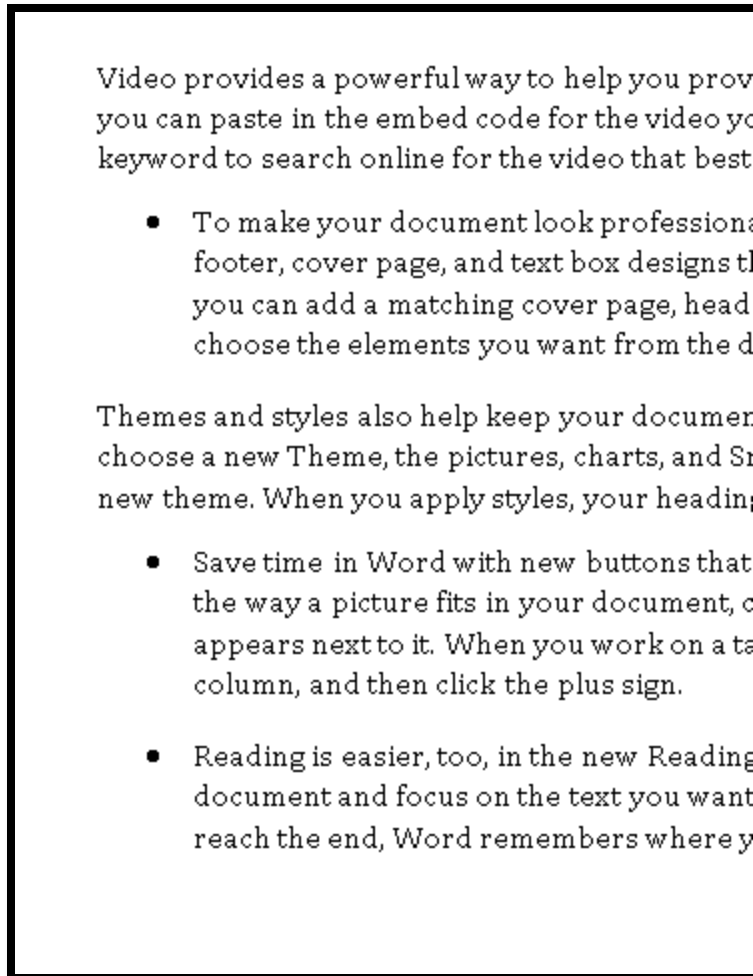 Video provides a powerful way to help you prov
you can paste in the embed code for the video yo
keyword to search online for the video that best
• To make your document look professiona
footer, cover page, and text box designs th
you can add a matching cover page, head
choose the elements you want from the d
Themes and styles also help keep your documen
choose a new Theme, the pictures, charts, and Sm
new theme. When you apply styles, your heading
• Save time in Word with new buttons that
the way a picture fits in your document, c
appears next to it. When you work on a ta
column, and then click the plus sign.
• Reading is easier, too, in the new Reading
document and focus on the text you want
reach the end, Word remembers where y